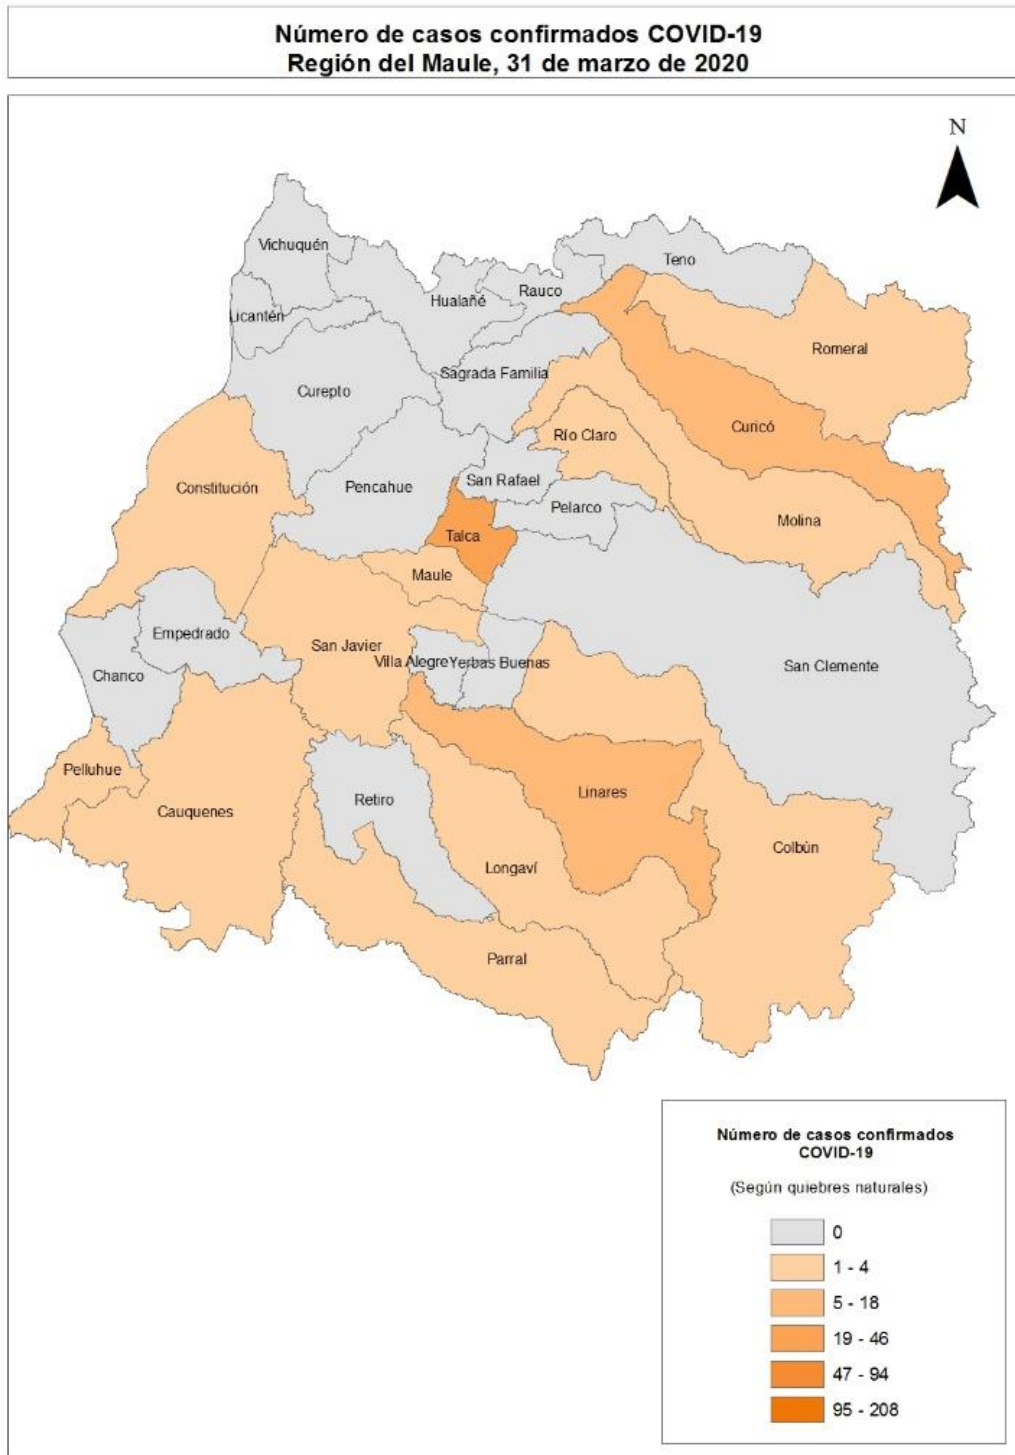 Número de casos confirmados COVID-19
Región del Maule, 31 de marzo de 2020
N
Vichuquén
Teno
Rauco
Hualañé
Licantén
Romeral
Sagrada Familia
Curepto
Curicó
Río Claro
San Rafael
Constitución
Pencahue
Pelarco
Molina
Talca
Maule
Empedrado
San Javier
Villa Alegre
Yerbas Buenas
San Clemente
Chanco
Pelluhue
Linares
Retiro
Cauquenes
Colbún
Longaví
Parral
Número de casos confirmados
COVID-19
(Según quiebres naturales)
0
1 - 4
5 - 18
19 - 46
47 - 94
95 - 208